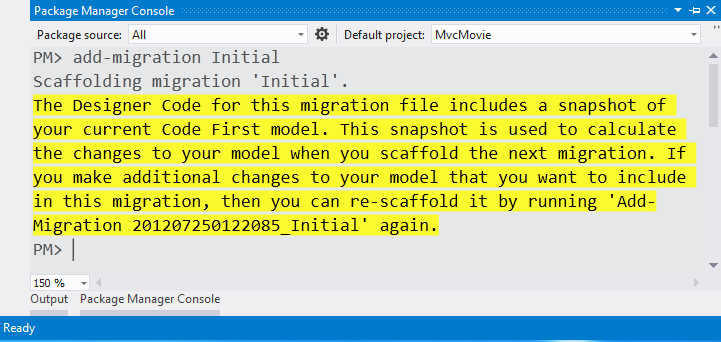 Package Manager Console
Package source: All Default project: MvcMovie
PM> add-migration Initial
Scaffolding migration 'Initial'.
The Designer Code for this migration file includes a snapshot of
your current Code First model. This snapshot is used to calculate
the changes to your model when you scaffold the next migration. If
you make additional changes to your model that you want to include
in this migration, then you can re-scaffold it by running 'Add-
Migration 201207250122085_Initial' again.
PM>
150 %
Output Package Manager Console
Ready